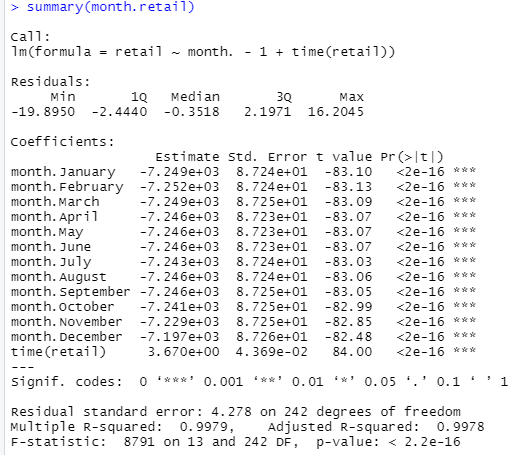 > summary(month.retail)
Call:
lm(formula = retail ~ month. - 1 + time(retail))
Residuals:
     Min       1Q   Median       3Q      Max
-19.8950  -2.4440  -0.3518   2.1971  16.2045
Coefficients:
                  Estimate Std. Error t value Pr(>|t|)
month.January   -7.249e+03  8.724e+01  -83.10   <2e-16 ***
month.February  -7.252e+03  8.724e+01  -83.13   <2e-16 ***
month.March     -7.249e+03  8.725e+01  -83.09   <2e-16 ***
month.April     -7.246e+03  8.723e+01  -83.07   <2e-16 ***
month.May       -7.246e+03  8.723e+01  -83.07   <2e-16 ***
month.June      -7.246e+03  8.723e+01  -83.07   <2e-16 ***
month.July      -7.243e+03  8.724e+01  -83.03   <2e-16 ***
month.August    -7.246e+03  8.724e+01  -83.06   <2e-16 ***
month.September -7.246e+03  8.725e+01  -83.05   <2e-16 ***
month.October   -7.241e+03  8.725e+01  -82.99   <2e-16 ***
month.November  -7.229e+03  8.725e+01  -82.85   <2e-16 ***
month.December  -7.197e+03  8.726e+01  -82.48   <2e-16 ***
time(retail)     3.670e+00  4.369e-02   84.00   <2e-16 ***
---
Signif. codes:  0 ‘***’ 0.001 ‘**’ 0.01 ‘*’ 0.05 ‘.’ 0.1 ‘ ’ 1
Residual standard error: 4.278 on 242 degrees of freedom
Multiple R-squared:  0.9979,	Adjusted R-squared:  0.9978
F-statistic:  8791 on 13 and 242 DF,  p-value: < 2.2e-16